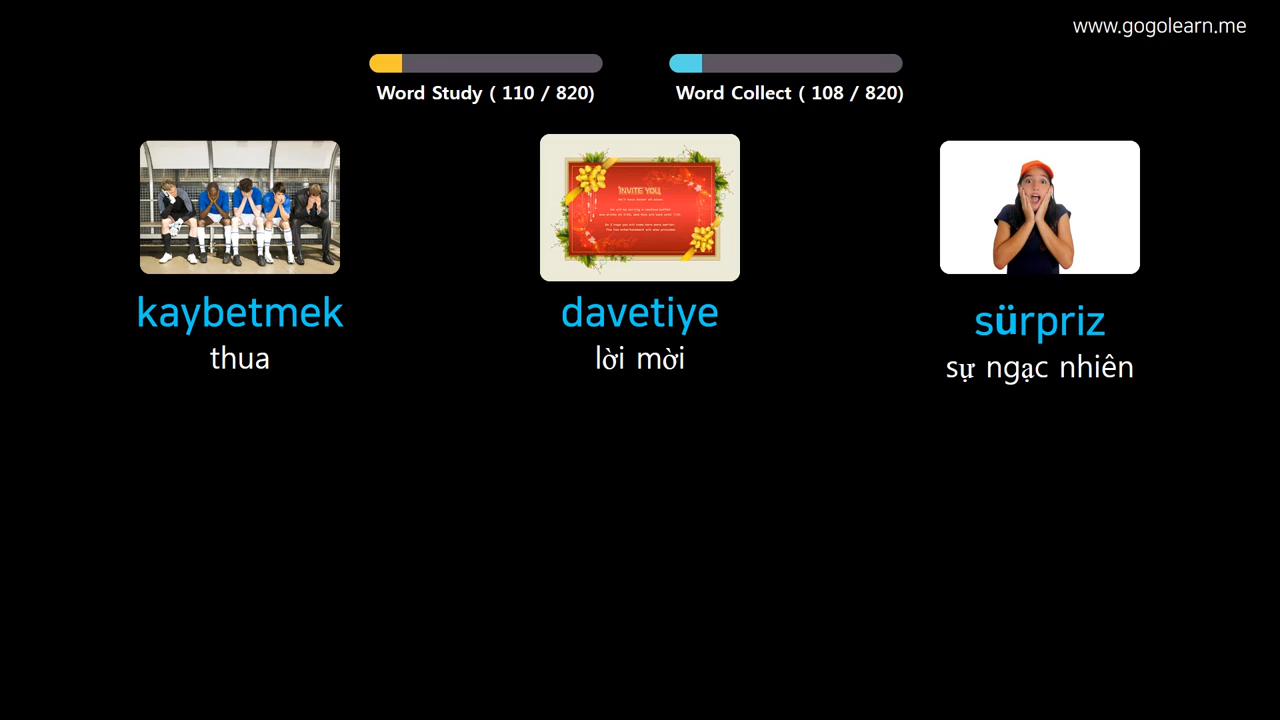 www.gogolearn.me
Word Study ( 110 / 820)
Word Collect ( 108 / 820)
INVITE YOU
kaybetmek
thua
davetiye
lời mời
sürpriz
sự ngạc nhiên